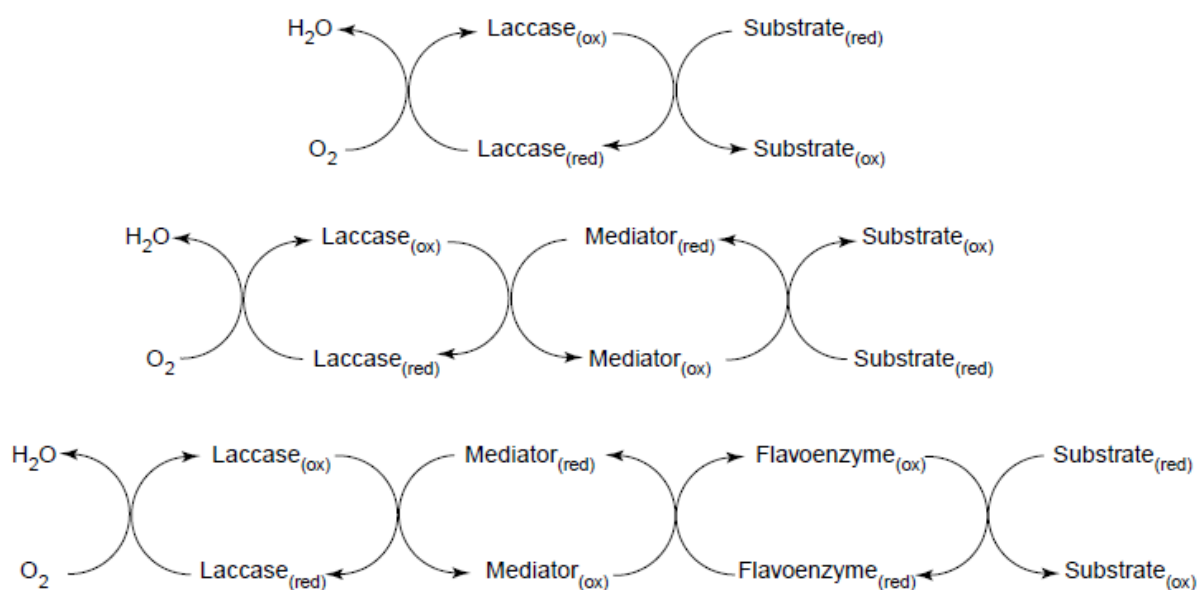 H₂O Laccase(ox) Substrate(red)
O₂ Laccase(red) Substrate(ox)
H₂O Laccase(ox) Mediator(red) Substrate(ox)
O₂ Laccase(red) Mediator(ox) Substrate(red)
H₂O Laccase(ox) Mediator(red) Flavoenzyme(ox) Substrate(red)
O₂ Laccase(red) Mediator(ox) Flavoenzyme(red) Substrate(ox)